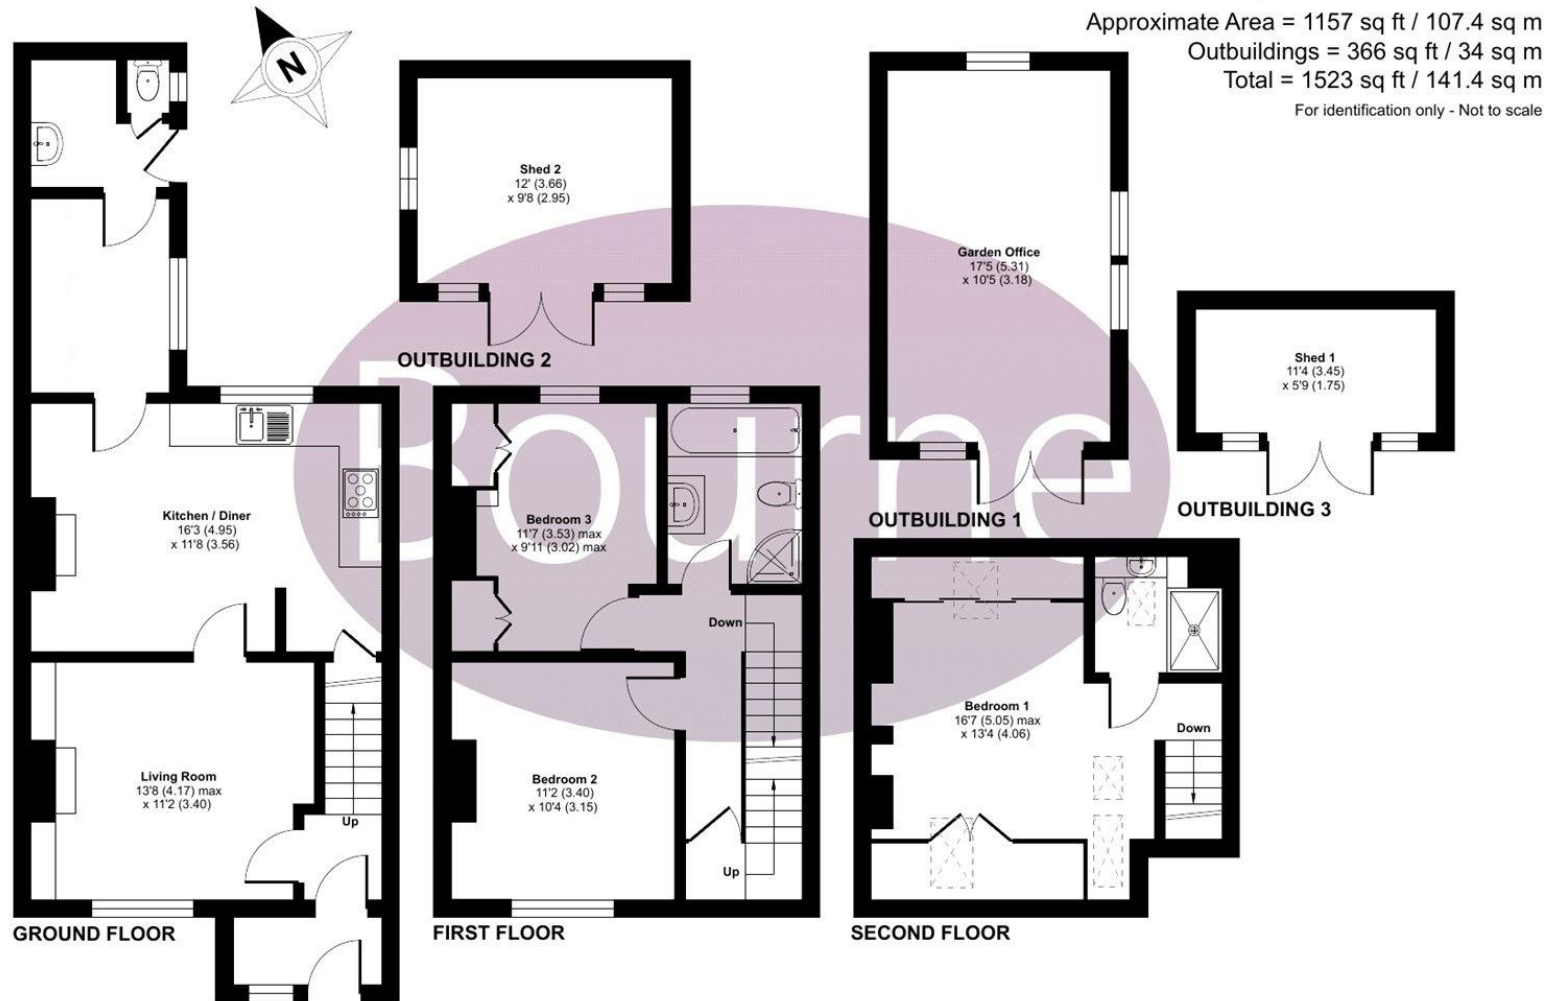 Approximate Area = 1157 sq ft / 107.4 sq m
Outbuildings = 366 sq ft / 34 sq m
Total = 1523 sq ft / 141.4 sq m
For identification only - Not to scale
N
Shed 2
12' (3.66)
x 9'8 (2.95)
OUTBUILDING 2
Garden Office
17'5 (5.31)
x 10'5 (3.18)
OUTBUILDING 1
Shed 1
11'4 (3.45)
x 5'9 (1.75)
OUTBUILDING 3
Bourne
Kitchen / Diner
16'3 (4.95)
x 11'8 (3.56)
Living Room
13'8 (4.17) max
x 11'2 (3.40)
Up
GROUND FLOOR
Bedroom 3
11'7 (3.53) max
x 9'11 (3.02) max
Down
Bedroom 2
11'2 (3.40)
x 10'4 (3.15)
Up
FIRST FLOOR
Bedroom 1
16'7 (5.05) max
x 13'4 (4.06)
Down
SECOND FLOOR